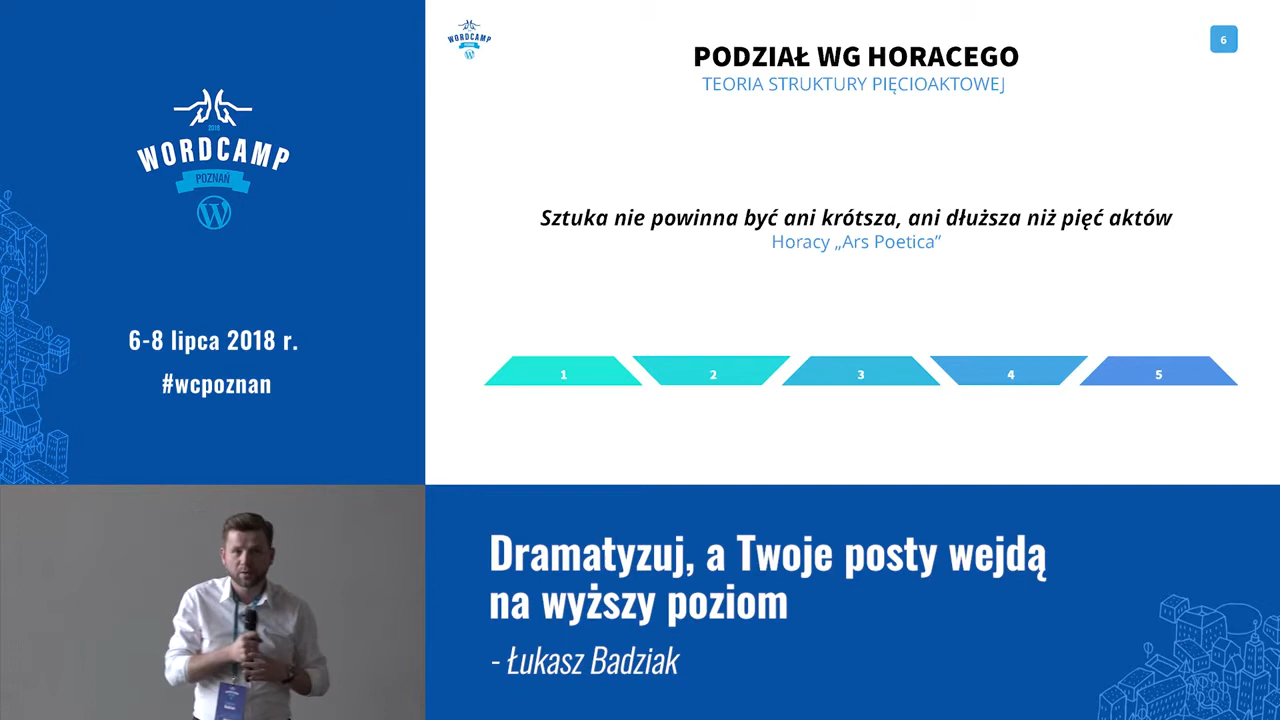 2018
WORDCAMP
POZNAŃ
6-8 lipca 2018 r.
#wcpoznan
WORDCAMP
6
PODZIAŁ WG HORACEGO
TEORIA STRUKTURY PIĘCIOAKTOWEJ
Sztuka nie powinna być ani krótsza, ani dłuższa niż pięć aktów
Horacy „Ars Poetica”
1 2 3 4 5
Dramatyzuj, a Twoje posty wejdą
na wyższy poziom
- Łukasz Badziak